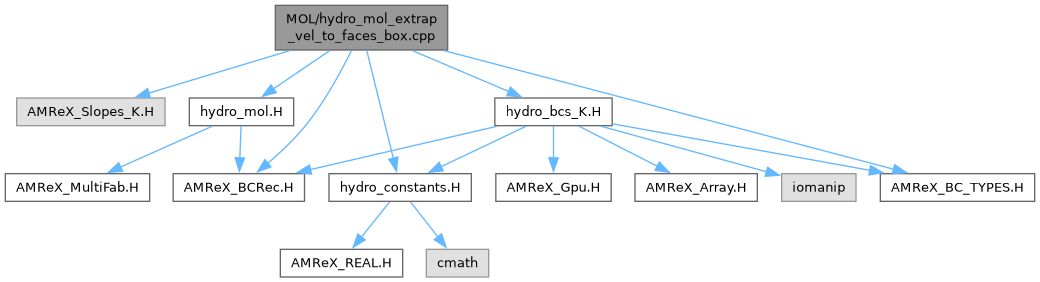 MOL/hydro_mol_extrap
_vel_to_faces_box.cpp
AMReX_Slopes_K.H
hydro_mol.H
hydro_bcs_K.H
AMReX_MultiFab.H
AMReX_BCRec.H
hydro_constants.H
AMReX_Gpu.H
AMReX_Array.H
iomanip
AMReX_BC_TYPES.H
AMReX_REAL.H
cmath